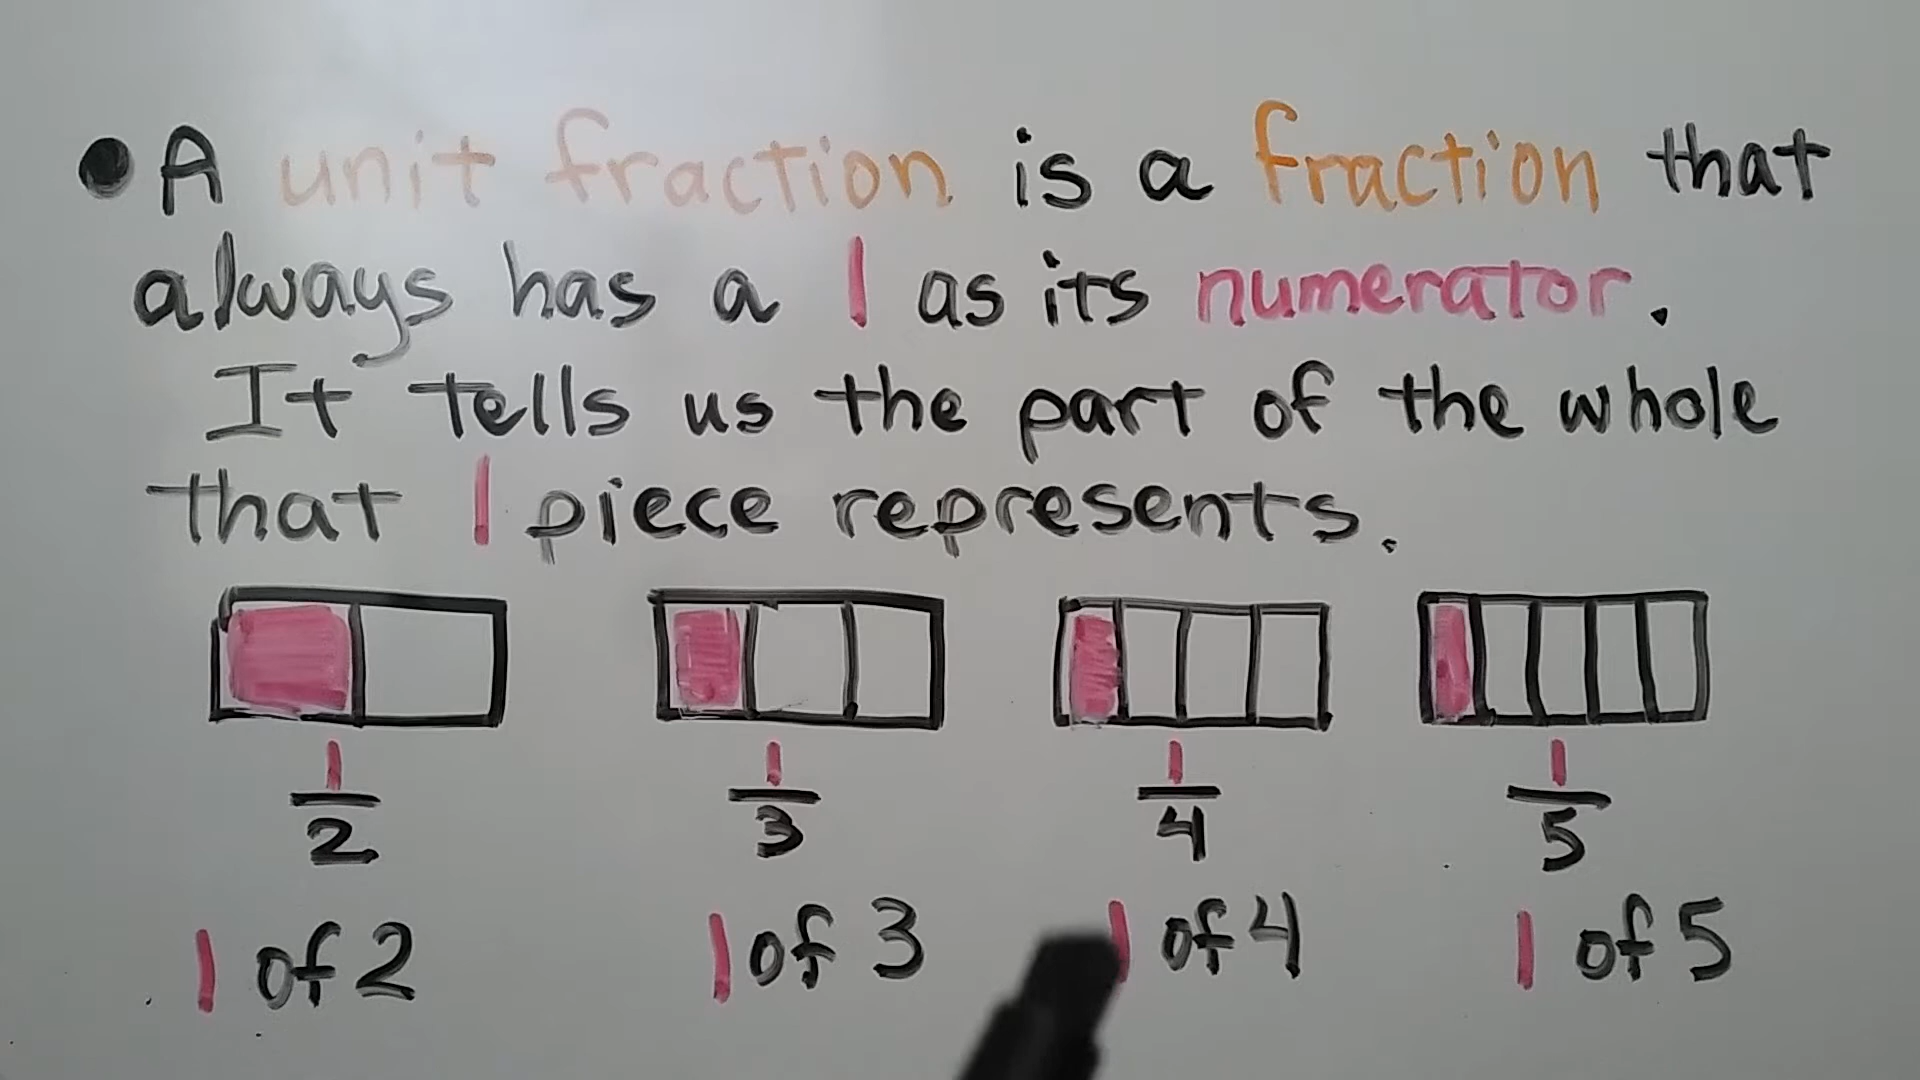 ● A unit fraction is a fraction that
always has a 1 as its numerator.
It tells us the part of the whole
that 1 piece represents.
1/2 1/3 1/4 1/5
1 of 2 1 of 3 1 of 4 1 of 5